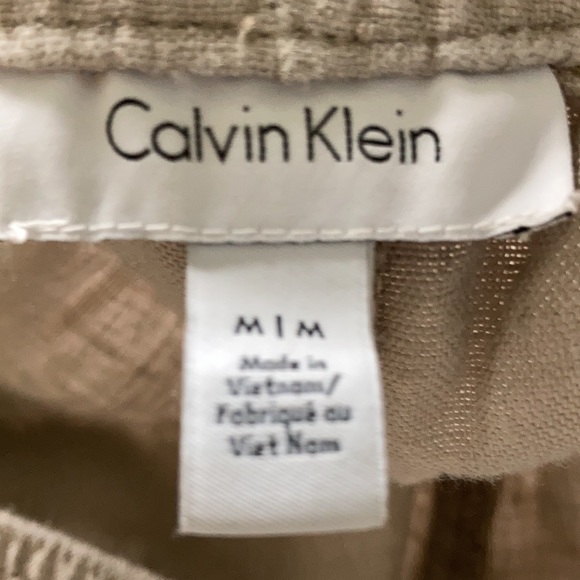 Calvin Klein
M | M
Made in
Vietnam/
Fabriqué au
Viet Nam